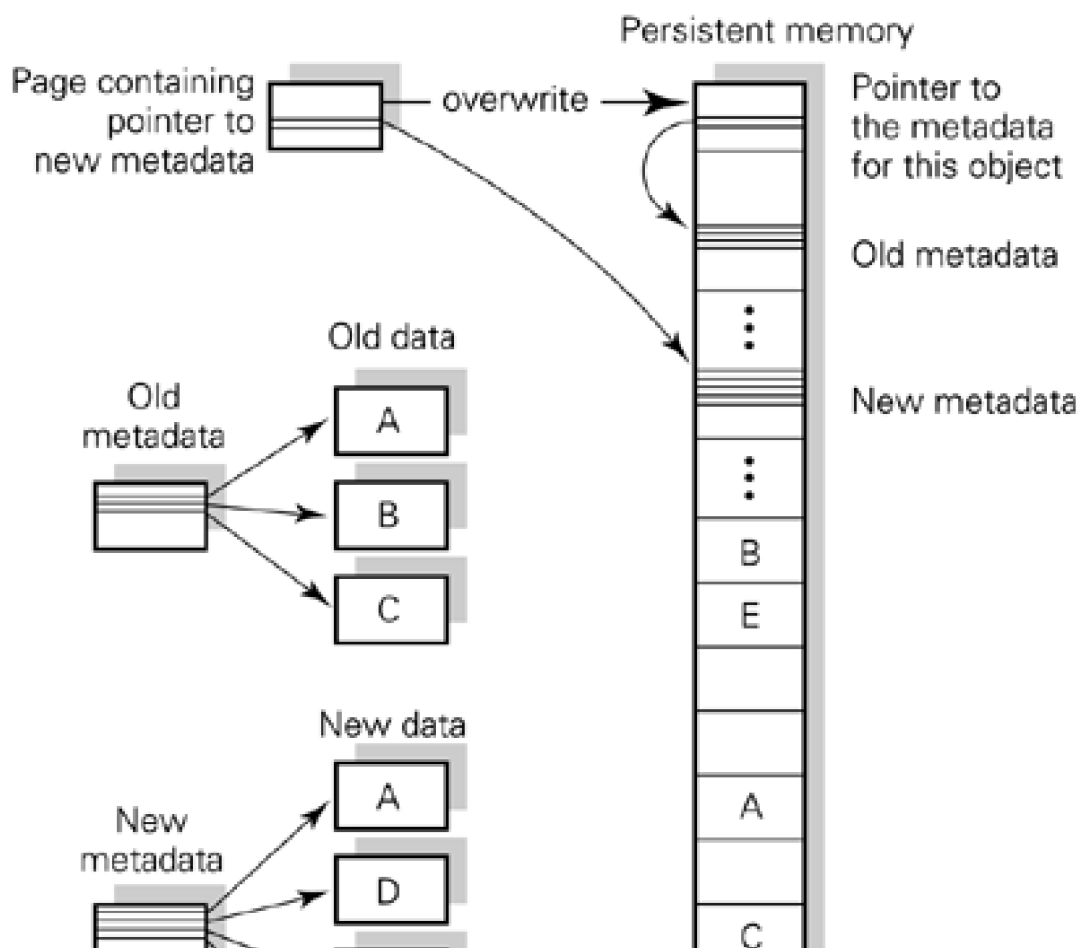 Persistent memory
Page containing
pointer to
new metadata
overwrite
Pointer to
the metadata
for this object
Old metadata
Old data
Old
metadata
A
B
C
New metadata
B
E
A
C
New data
New
metadata
A
D